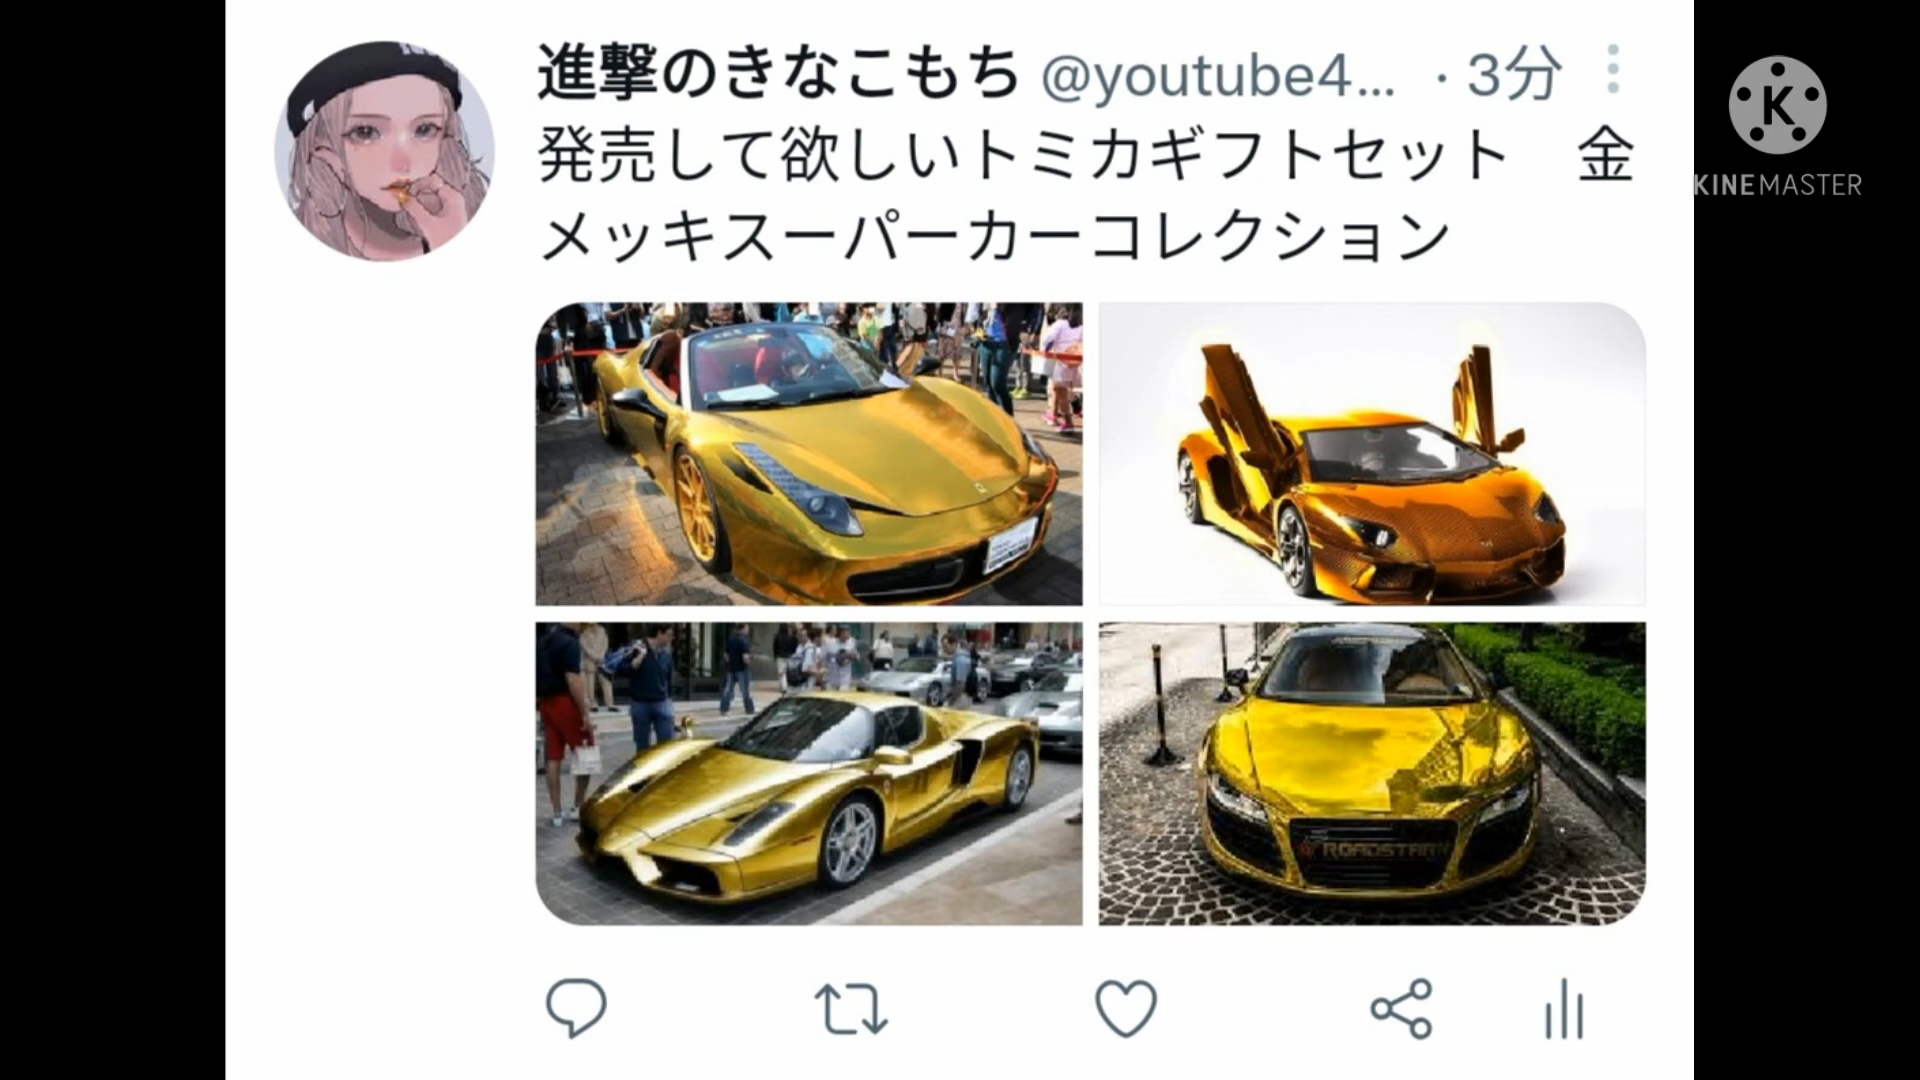 進撃のきなこもち @youtube4... · 3分
発売して欲しいトミカギフトセット　金
メッキスーパーカーコレクション
K
KINEMASTER
ROADSTARR